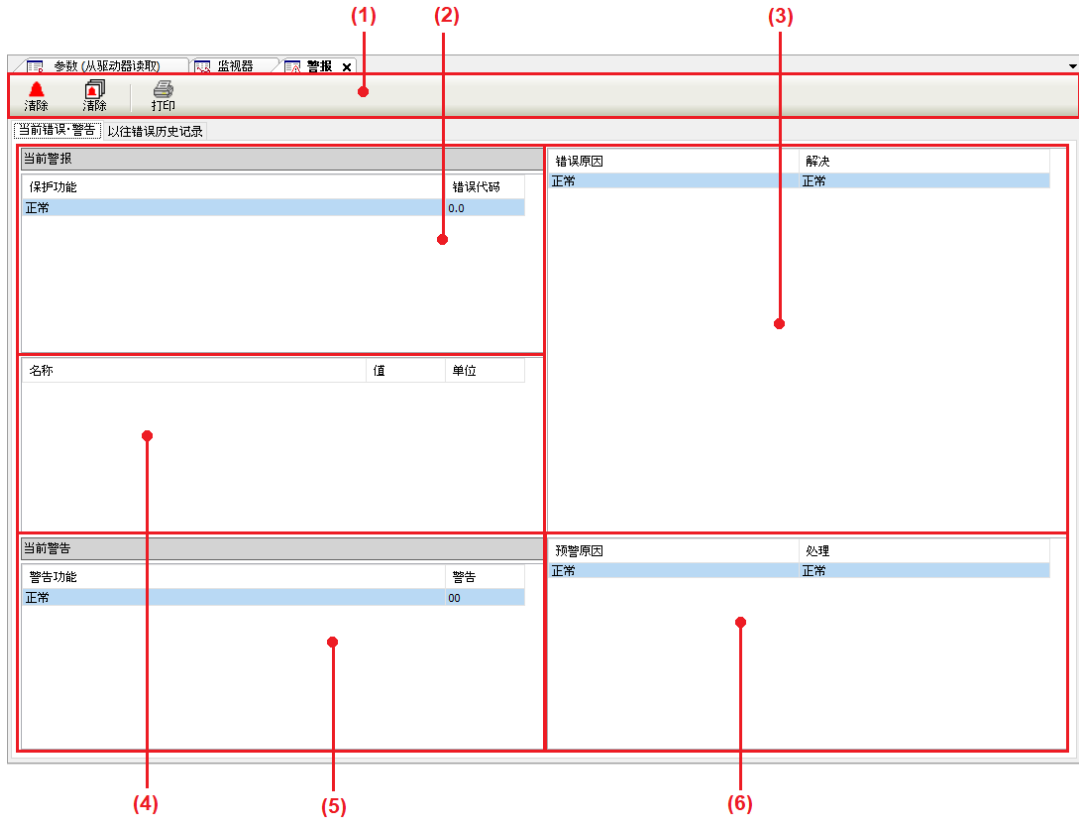 (1) (2) (3)
参数 (从驱动器读取) 监视器 警报
清除 清除 打印
当前错误·警告 以往错误历史记录
当前警报
保护功能 错误代码
正常 0.0
错误原因 解决
正常 正常
名称 值 单位
当前警告
警告功能 警告
正常 00
预警原因 处理
正常 正常
(4) (5) (6)